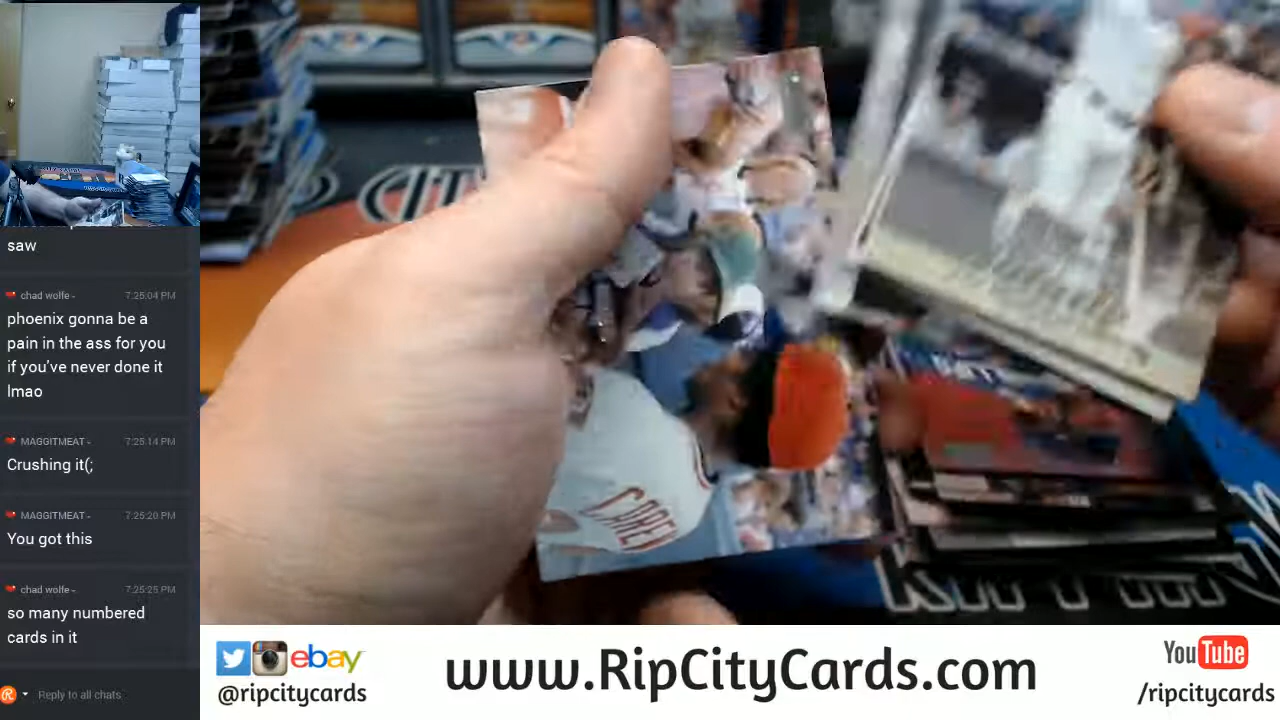 saw
chad wolfe - 7:25:04 PM
phoenix gonna be a
pain in the ass for you
if you've never done it
lmao
MAGGITMEAT - 7:25:14 PM
Crushing it(;
MAGGITMEAT - 7:25:20 PM
You got this
chad wolfe - 7:25:25 PM
so many numbered
cards in it
Reply to all chats
CAREW
ebay
@ripcitycards
www.RipCityCards.com
YouTube
/ripcitycards